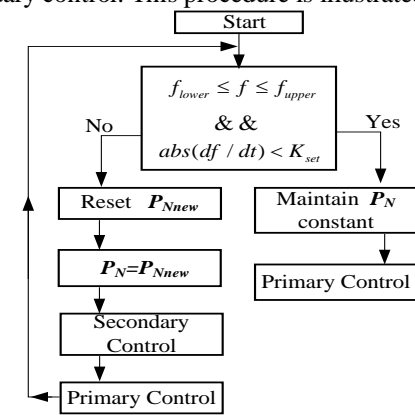 ary control. This procedure is illustrated
Start
f_lower ≤ f ≤ f_upper
& &
abs(df / dt) < K_set
No
Yes
Reset P_Nnew
Maintain P_N
constant
P_N=P_Nnew
Primary Control
Secondary
Control
Primary Control